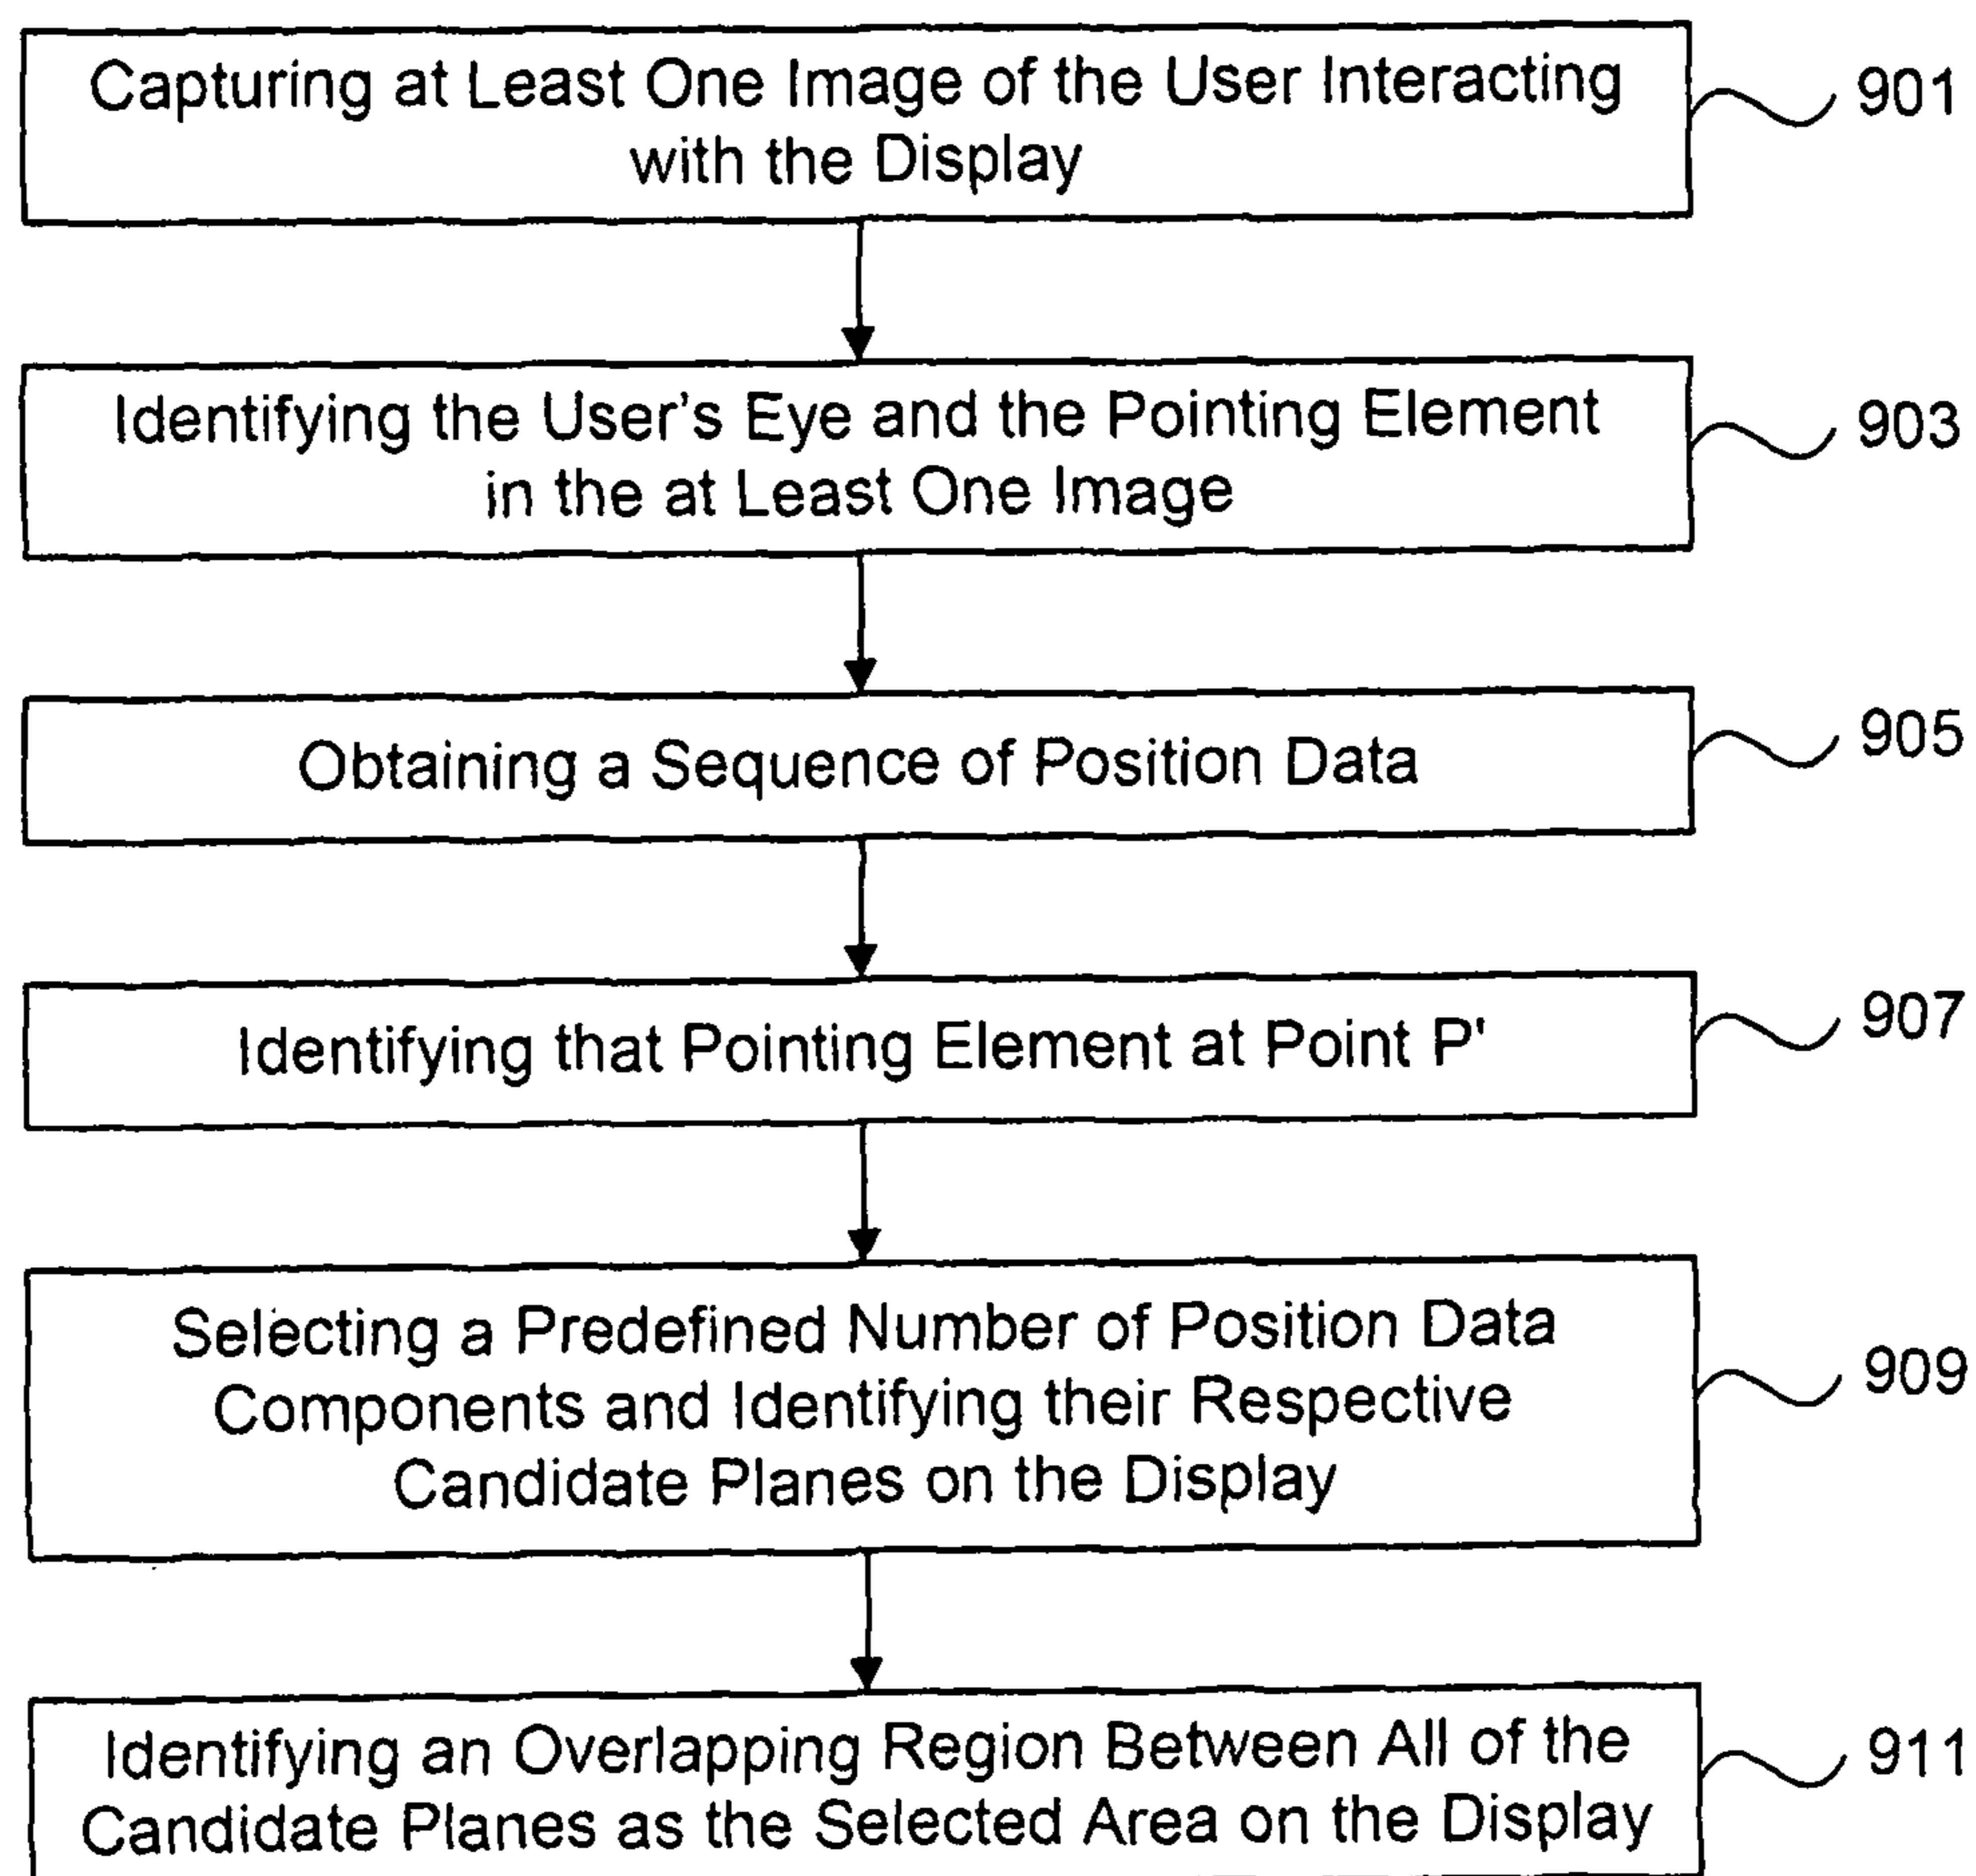 Capturing at Least One Image of the User Interacting
with the Display
901
Identifying the User's Eye and the Pointing Element
in the at Least One Image
903
Obtaining a Sequence of Position Data
905
Identifying that Pointing Element at Point P'
907
Selecting a Predefined Number of Position Data
Components and Identifying their Respective
Candidate Planes on the Display
909
Identifying an Overlapping Region Between All of the
Candidate Planes as the Selected Area on the Display
911